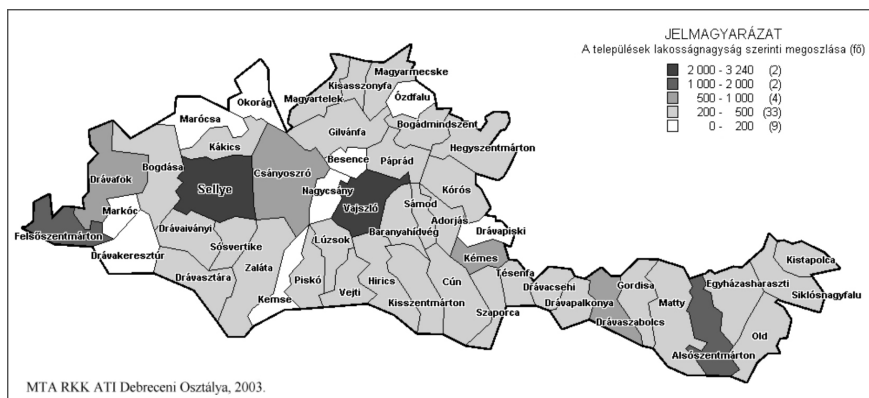 JELMAGYARÁZAT
A települések lakosságnagyság szerinti megoszlása (fő)
2 000 - 3 240 (2)
1 000 - 2 000 (2)
500 - 1 000 (4)
200 - 500 (33)
0 - 200 (9)
Magyarmecske
Kisasszonyfa
Okorág
Magyartelek
Ózdfalu
Marócsa
Bogádmindszent
Gilvánfa
Kákics
Hegyszentmárton
Besence
Páprád
Bogdása
Drávafok
Csányoszró
Sellye
Nagycsány
Kórós
Vajszló
Sámod
Markóc
Adorjás
Drávapiski
Felsőszentmárton
Drávaiványi
Baranyahídvég
Sósvertike
Lúzsok
Drávakeresztúr
Kémes
Kistapolca
Zaláta
Tésenfa
Drávasztára
Piskó
Hirics
Cún
Gordisa
Egyházasharaszti
Drávacsehi
Vejti
Siklósnagyfalu
Kemse
Kisszentmárton
Drávapalkonya
Matty
Szaporca
Drávaszabolcs
Old
Alsószentmárton
MTA RKK ATI Debreceni Osztálya, 2003.